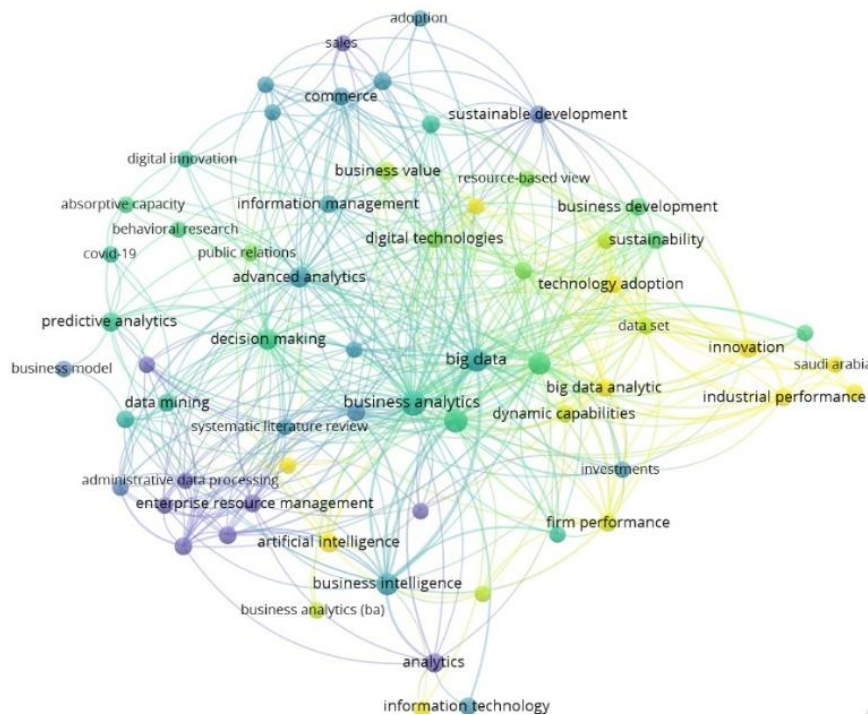 adoption
sales
commerce
sustainable development
digital innovation
business value
resource-based view
absorptive capacity
information management
business development
behavioral research
digital technologies
sustainability
covid-19
public relations
advanced analytics
technology adoption
predictive analytics
decision making
data set
innovation
big data
saudi arabia
business model
big data analytic
industrial performance
data mining
business analytics
dynamic capabilities
systematic literature review
investments
administrative data processing
enterprise resource management
firm performance
artificial intelligence
business intelligence
business analytics (ba)
analytics
information technology